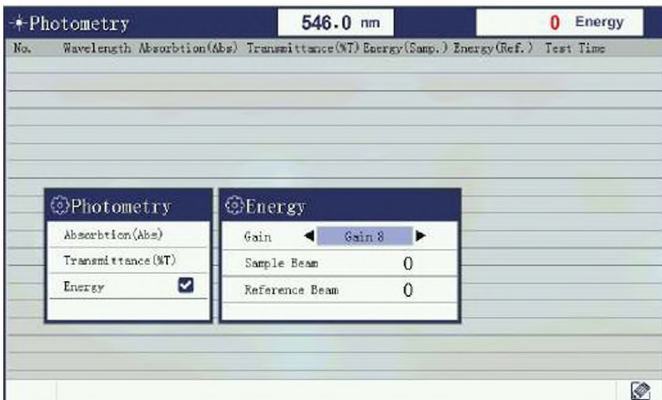 Photometry 546.0 nm 0 Energy
No. Wavelength Absorbtion(Abs) Transmittance(%T) Energy(Samp.) Energy(Ref.) Test Time
Photometry
Absorbtion(Abs)
Transmittance(%T)
Energy
Energy
Gain Gain 8
Sample Beam 0
Reference Beam 0